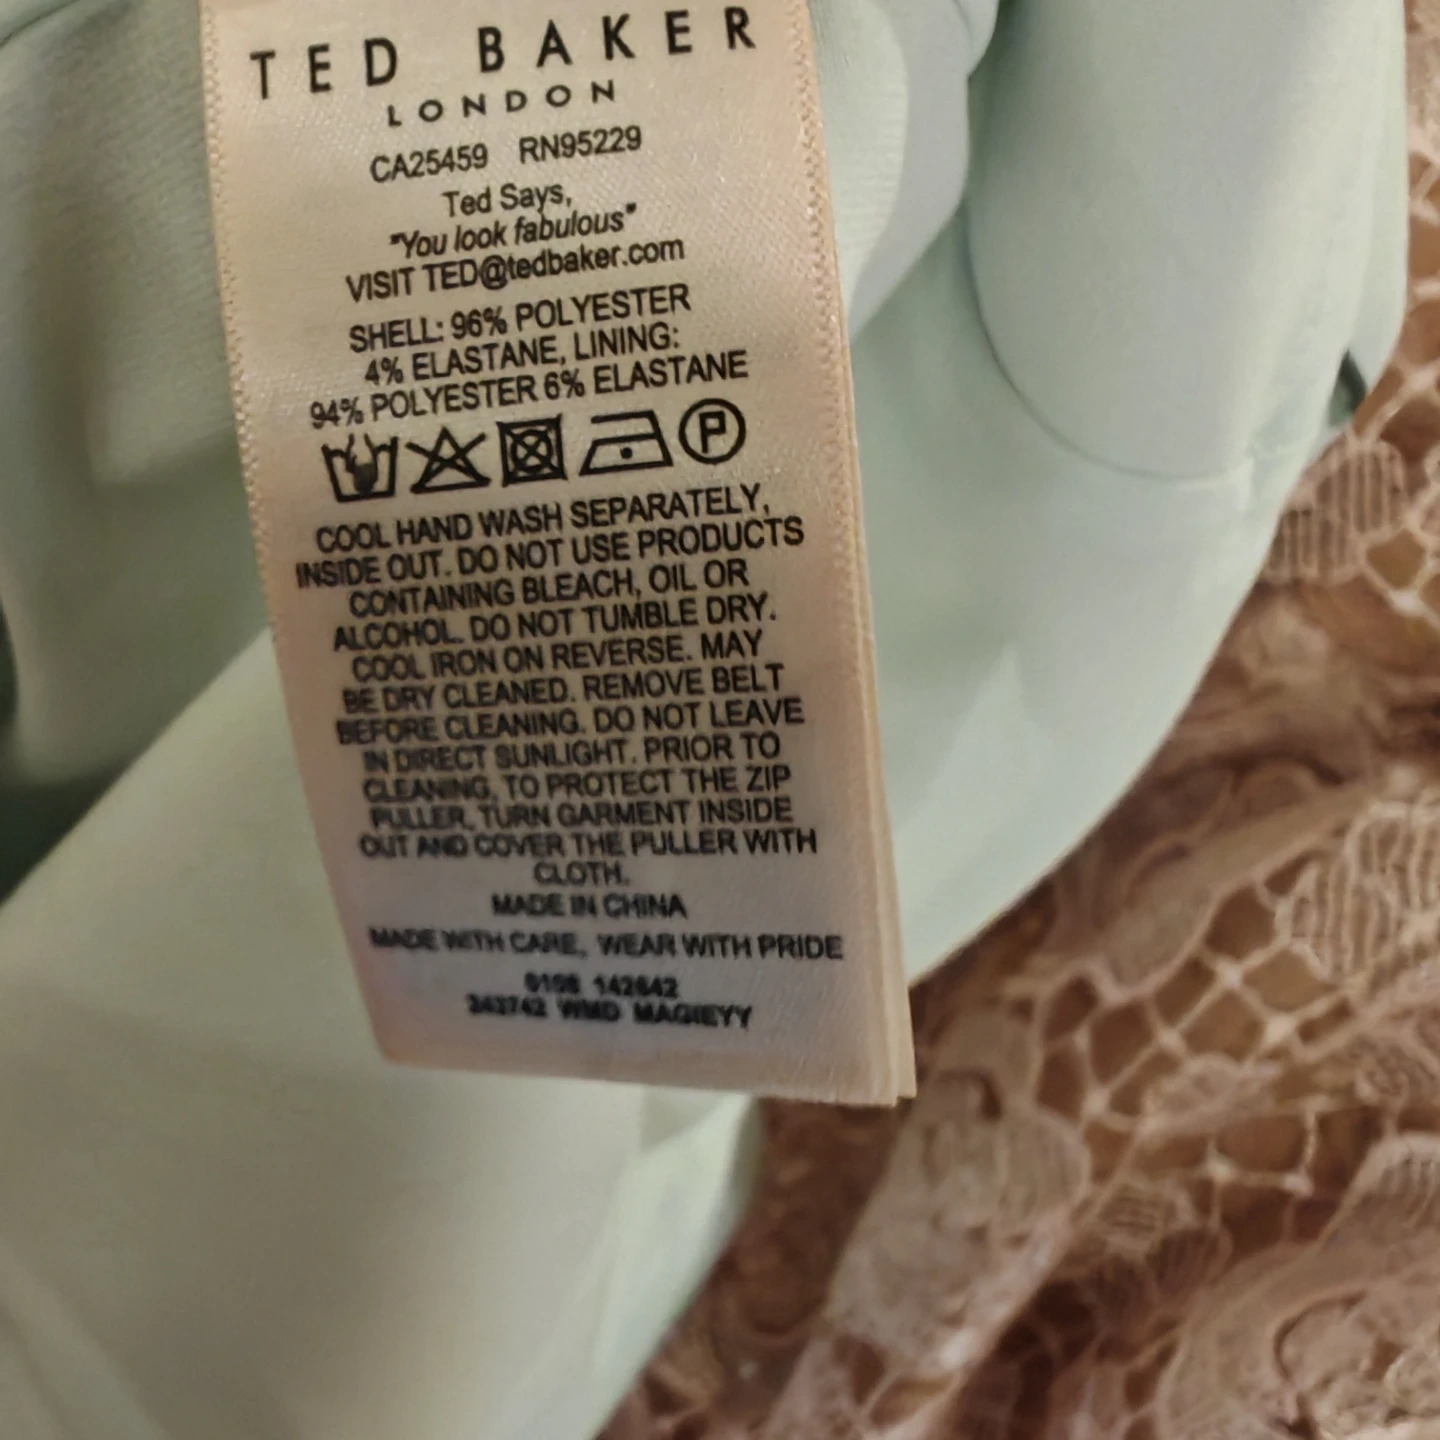 TED BAKER
LONDON
CA25459 RN95229
Ted Says,
"You look fabulous"
VISIT TED@tedbaker.com
SHELL: 96% POLYESTER
4% ELASTANE, LINING:
94% POLYESTER 6% ELASTANE
P
COOL HAND WASH SEPARATELY,
INSIDE OUT. DO NOT USE PRODUCTS
CONTAINING BLEACH, OIL OR
ALCOHOL. DO NOT TUMBLE DRY.
COOL IRON ON REVERSE. MAY
BE DRY CLEANED. REMOVE BELT
BEFORE CLEANING. DO NOT LEAVE
IN DIRECT SUNLIGHT. PRIOR TO
CLEANING, TO PROTECT THE ZIP
PULLER, TURN GARMENT INSIDE
OUT AND COVER THE PULLER WITH
CLOTH.
MADE IN CHINA
MADE WITH CARE, WEAR WITH PRIDE
142642
WMD MAGIEYY